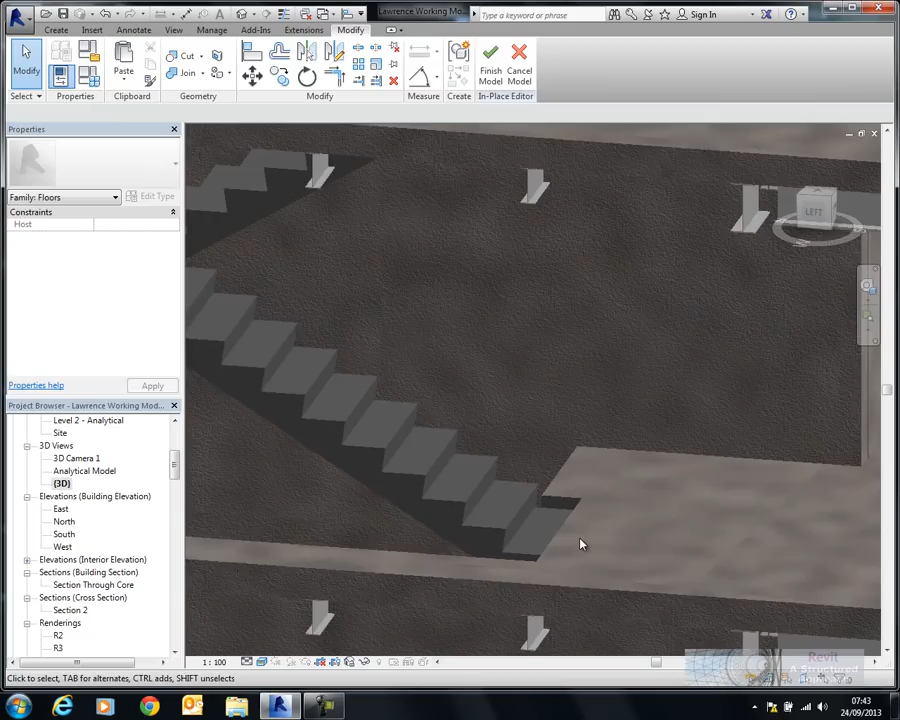 Lawrence Working Mo...
Type a keyword or phrase
Sign In
Create Insert Annotate View Manage Add-Ins Extensions Modify
Modify
Paste
Cut
Join
Finish Model
Cancel Model
Select Properties Clipboard Geometry Modify Measure Create In-Place Editor
Properties
Family: Floors
Edit Type
Constraints
Host
Properties help
Apply
Project Browser - Lawrence Working Mod...
Level 2 - Analytical
Site
3D Views
3D Camera 1
Analytical Model
{3D}
Elevations (Building Elevation)
East
North
South
West
Elevations (Interior Elevation)
Sections (Building Section)
Section Through Core
Sections (Cross Section)
Section 2
Renderings
R2
R3
LEFT
1 : 100
Click to select, TAB for alternates, CTRL adds, SHIFT unselects
Revit
07:43
24/09/2013